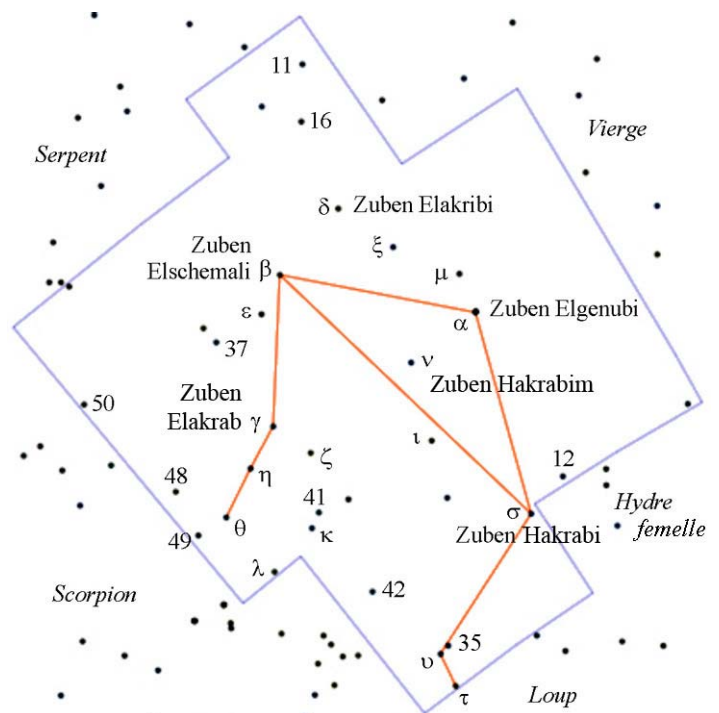 11
16
Serpent
Vierge
δ Zuben Elakribi
ξ
Zuben
Elschemali β
μ
ε
α
Zuben Elgenubi
37
ν
Zuben Hakrabim
Zuben
Elakrab γ
50
ι
ζ
η
12
48
41
θ
κ
σ
Zuben Hakrabi
Hydre
femelle
49
λ
Scorpion
42
35
υ
τ
Loup